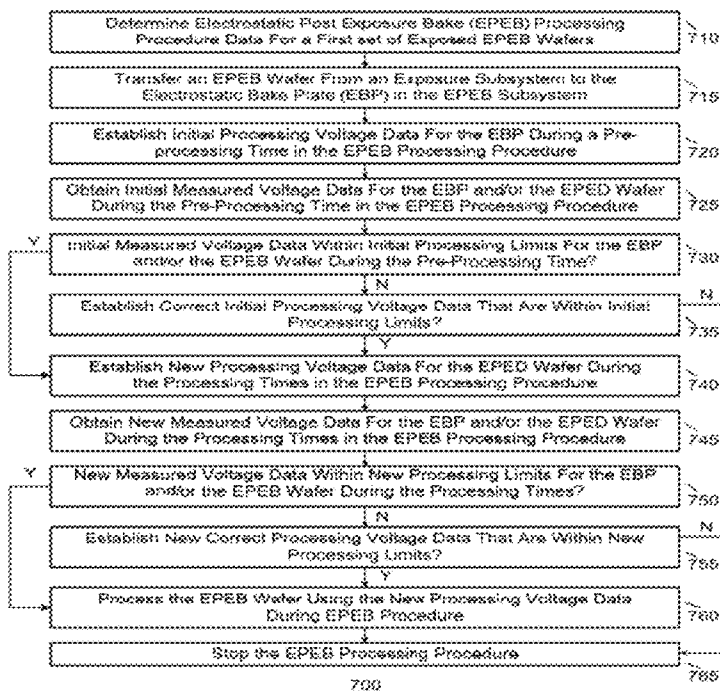 Determine Electrostatic Post Exposure Bake (EPEB) Processing
Procedure Data For a First set of Exposed EPEB Wafers
710
Transfer an EPEB Wafer From an Exposure Subsystem to the
Electrostatic Bake Plate (EBP) in the EPEB Subsystem
715
Establish Initial Processing Voltage Data For the EBP During a Pre-
processing Time in the EPEB Processing Procedure
720
Obtain Initial Measured Voltage Data For the EBP and/or the EPED Wafer
During the Pre-Processing Time in the EPEB Processing Procedure
725
Y
Initial Measured Voltage Data Within Initial Processing Limits For the EBP
and/or the EPEB Wafer During the Pre-Processing Time?
730
N
Establish Correct Initial Processing Voltage Data That Are Within Initial
Processing Limits?
N
735
Y
Establish New Processing Voltage Data For the EPED Wafer During
the Processing Times in the EPEB Processing Procedure
740
Obtain New Measured Voltage Data For the EBP and/or the EPED Wafer
During the Processing Times in the EPEB Processing Procedure
745
Y
New Measured Voltage Data Within New Processing Limits For the EBP
and/or the EPEB Wafer During the Processing Times?
750
N
Establish New Correct Processing Voltage Data That Are Within New
Processing Limits?
N
755
Y
Process the EPEB Wafer Using the New Processing Voltage Data
During EPEB Procedure
760
Stop the EPEB Processing Procedure
765
700